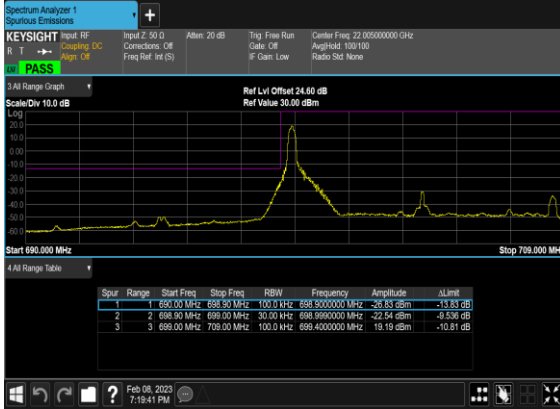 Spectrum Analyzer 1
Spurious Emissions
+
KEYSIGHT Input: RF Input Z: 50 Ω Atten: 20 dB Trig: Free Run Center Freq: 22.005000000 GHz
R T Coupling: DC Corrections: Off Gate: Off Avg|Hold: 100/100
Align: Off Freq Ref: Int (S) IF Gain: Low Radio Std: None
PASS
3 All Range Graph
Ref Lvl Offset 24.60 dB
Scale/Div 10.0 dB Ref Value 30.00 dBm
Log
20.0
10.0
0.00
-10.0
-20.0
-30.0
-40.0
-50.0
-60.0
Start 690.000 MHz Stop 709.000 MH
4 All Range Table
Spur Range Start Freq Stop Freq RBW Frequency Amplitude ΔLimit
1 1 690.00 MHz 698.90 MHz 100.0 kHz 698.9000000 MHz -26.83 dBm -13.83 dB
2 2 698.90 MHz 699.00 MHz 30.00 kHz 698.9990000 MHz -22.54 dBm -9.536 dB
3 3 699.00 MHz 709.00 MHz 100.0 kHz 699.4000000 MHz 19.19 dBm -10.81 dB
? Feb 08, 2023
7:19:41 PM